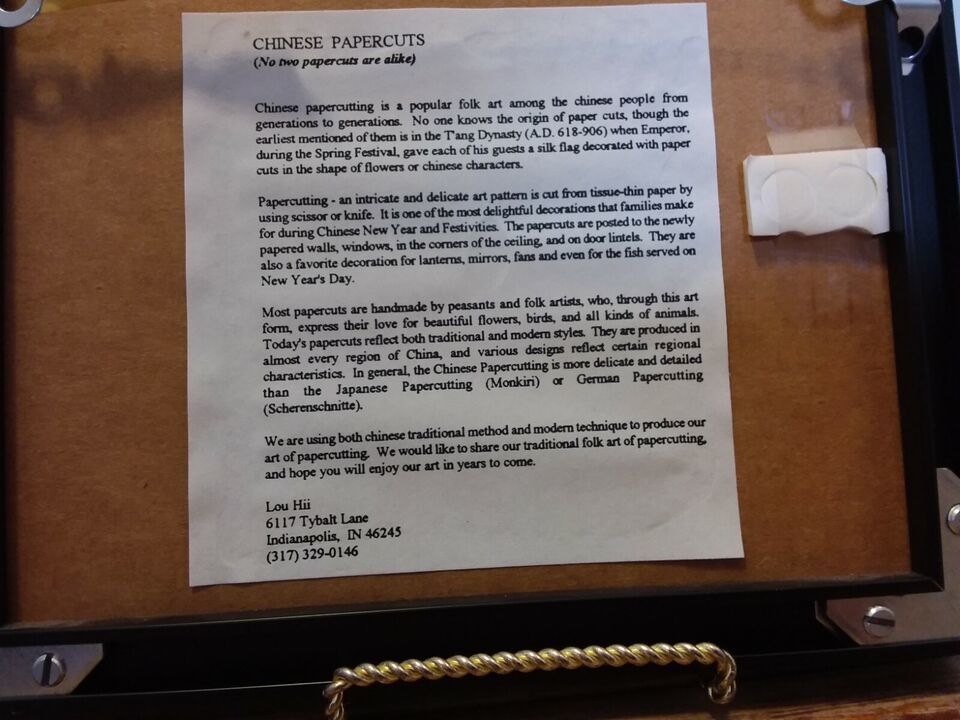 CHINESE PAPERCUTS
(No two papercuts are alike)
Chinese papercutting is a popular folk art among the chinese people from
generations to generations. No one knows the origin of paper cuts, though the
earliest mentioned of them is in the T'ang Dynasty (A.D. 618-906) when Emperor,
during the Spring Festival, gave each of his guests a silk flag decorated with paper
cuts in the shape of flowers or chinese characters.
Papercutting - an intricate and delicate art pattern is cut from tissue-thin paper by
using scissor or knife. It is one of the most delightful decorations that families make
for during Chinese New Year and Festivities. The papercuts are posted to the newly
papered walls, windows, in the corners of the ceiling, and on door lintels. They are
also a favorite decoration for lanterns, mirrors, fans and even for the fish served on
New Year's Day.
Most papercuts are handmade by peasants and folk artists, who, through this art
form, express their love for beautiful flowers, birds, and all kinds of animals.
Today's papercuts reflect both traditional and modern styles. They are produced in
almost every region of China, and various designs reflect certain regional
characteristics. In general, the Chinese Papercutting is more delicate and detailed
than the Japanese Papercutting (Monkiri) or German Papercutting
(Scherenschnitte).
We are using both chinese traditional method and modern technique to produce our
art of papercutting. We would like to share our traditional folk art of papercutting,
and hope you will enjoy our art in years to come.
Lou Hii
6117 Tybalt Lane
Indianapolis, IN 46245
(317) 329-0146